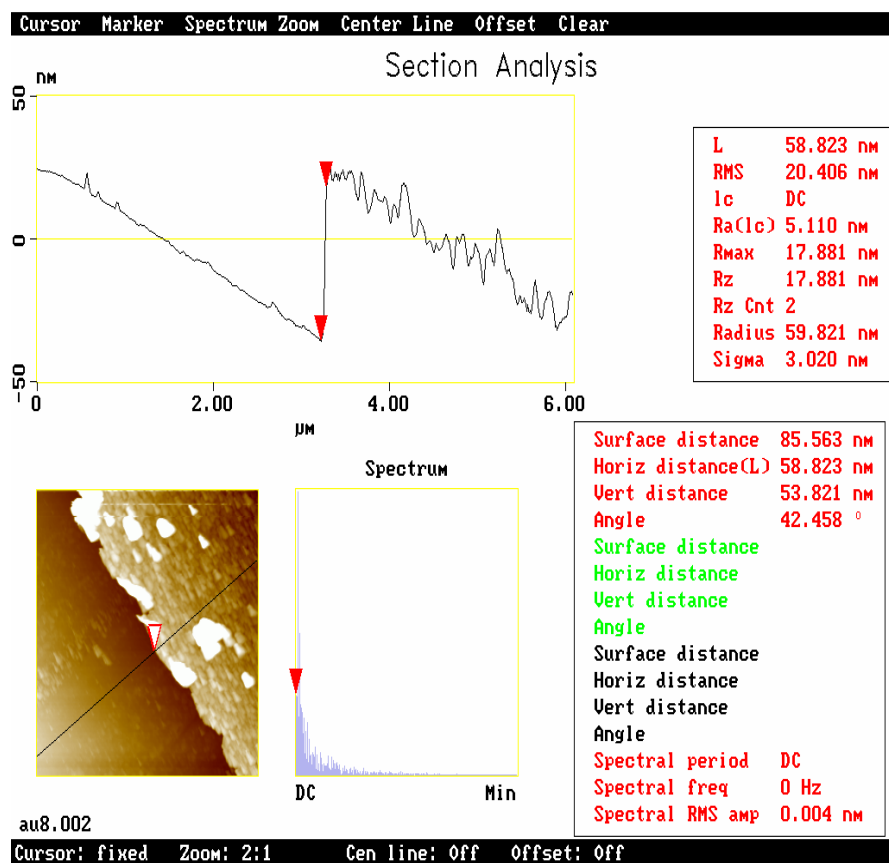 Cursor Marker Spectrum Zoom Center Line Offset Clear
Section Analysis
nm
50
0
-50
0 2.00 4.00 6.00
µm
L 58.823 nm
RMS 20.406 nm
lc DC
Ra(lc) 5.110 nm
Rmax 17.881 nm
Rz 17.881 nm
Rz Cnt 2
Radius 59.821 nm
Sigma 3.020 nm
Surface distance 85.563 nm
Horiz distance(L) 58.823 nm
Vert distance 53.821 nm
Angle 42.458 °
Surface distance
Horiz distance
Vert distance
Angle
Surface distance
Horiz distance
Vert distance
Angle
Spectral period DC
Spectral freq 0 Hz
Spectral RMS amp 0.004 nm
Spectrum
DC Min
au8.002
Cursor: fixed Zoom: 2:1 Cen line: Off Offset: Off